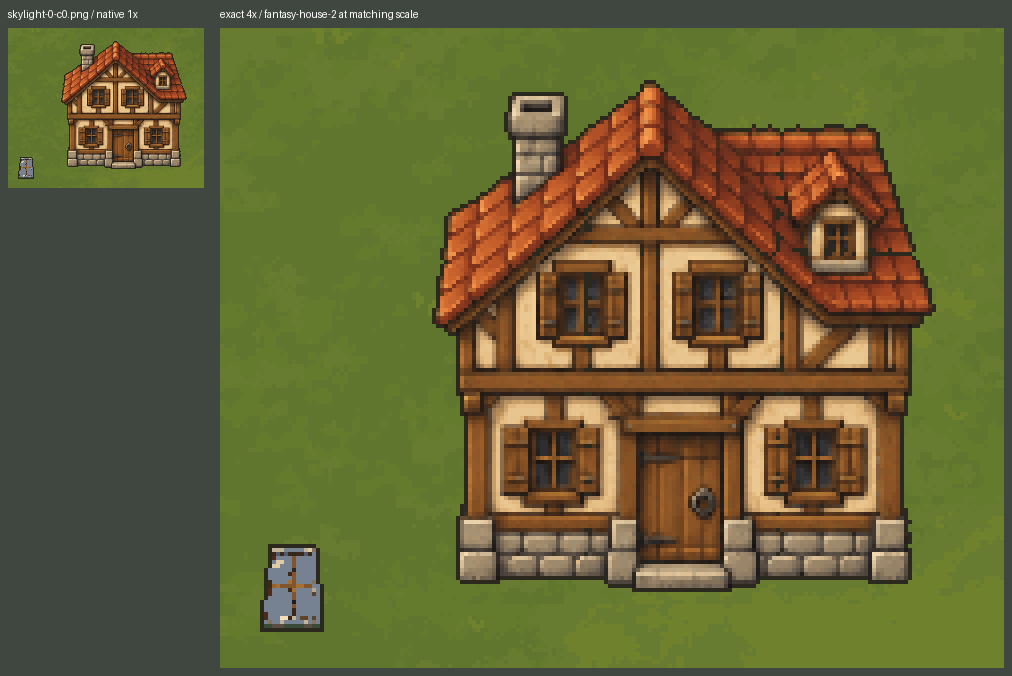 skylight-0-c0.png / native 1x
exact 4x / fantasy-house-2 at matching scale